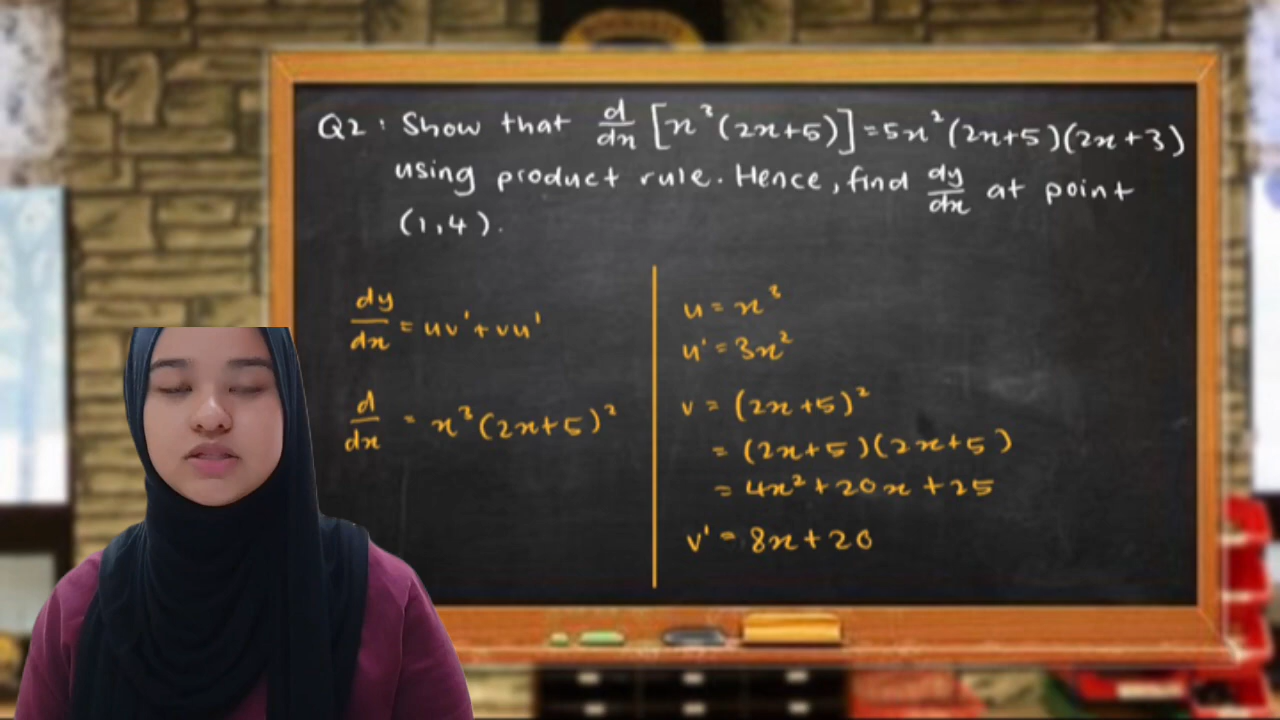 Q2: Show that d/dx [x³(2x+5)] = 5x²(2x+5)(2x+3)
using product rule. Hence, find dy/dx at point
(1,4).
dy/dx = uv' + vu'
d/dx = x³(2x+5)²
u = x³
u' = 3x²
v = (2x+5)²
= (2x+5)(2x+5)
= 4x²+20x+25
v' = 8x+20